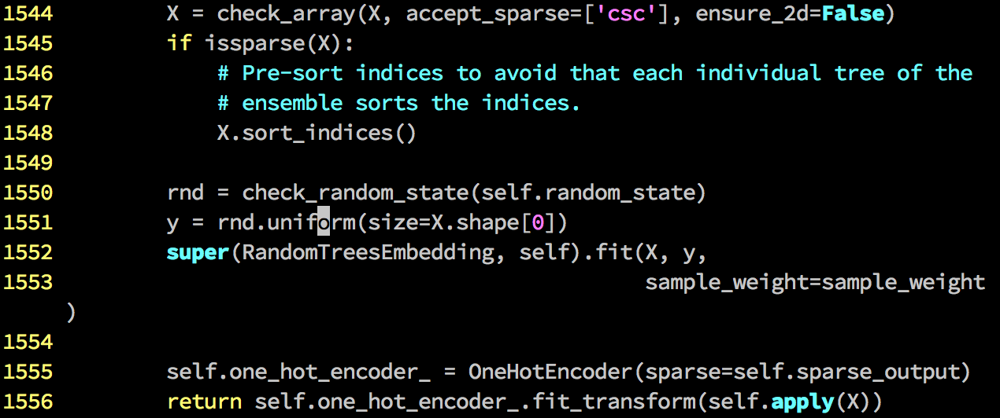 1544         X = check_array(X, accept_sparse=['csc'], ensure_2d=False)
1545         if issparse(X):
1546             # Pre-sort indices to avoid that each individual tree of the
1547             # ensemble sorts the indices.
1548             X.sort_indices()
1549
1550         rnd = check_random_state(self.random_state)
1551         y = rnd.uniform(size=X.shape[0])
1552         super(RandomTreesEmbedding, self).fit(X, y,
1553                                               sample_weight=sample_weight
)
1554
1555         self.one_hot_encoder_ = OneHotEncoder(sparse=self.sparse_output)
1556         return self.one_hot_encoder_.fit_transform(self.apply(X))